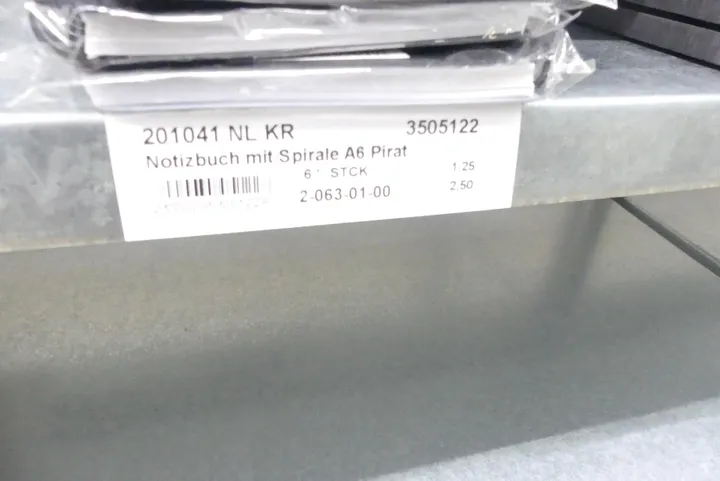 201041 NL KR 3505122
Notizbuch mit Spirale A6 Pirat
6 STCK 1.25
2-063-01-00 2.50